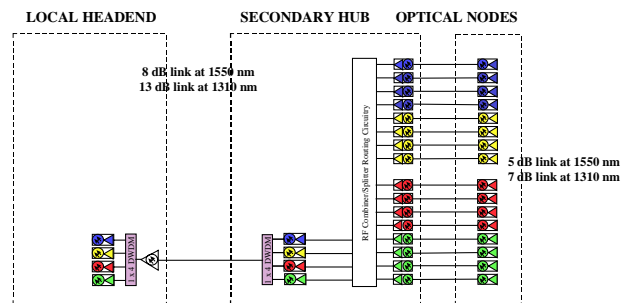 LOCAL HEADEND
SECONDARY HUB
OPTICAL NODES
8 dB link at 1550 nm
13 dB at 1310 nm
RF Combiner/Splitter Routing Circuitry
5 dB link at 1550 nm
7 dB link at 1310 nm
1 x 4 DWDM
1 x 4 DWDM